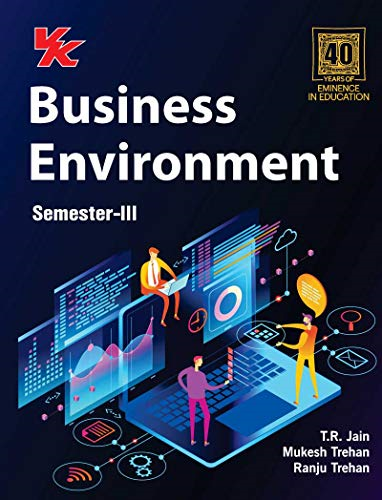 VK
40
YEARS OF
EMINENCE
IN EDUCATION
Business
Environment
Semester-III
T.R. Jain
Mukesh Trehan
Ranju Trehan